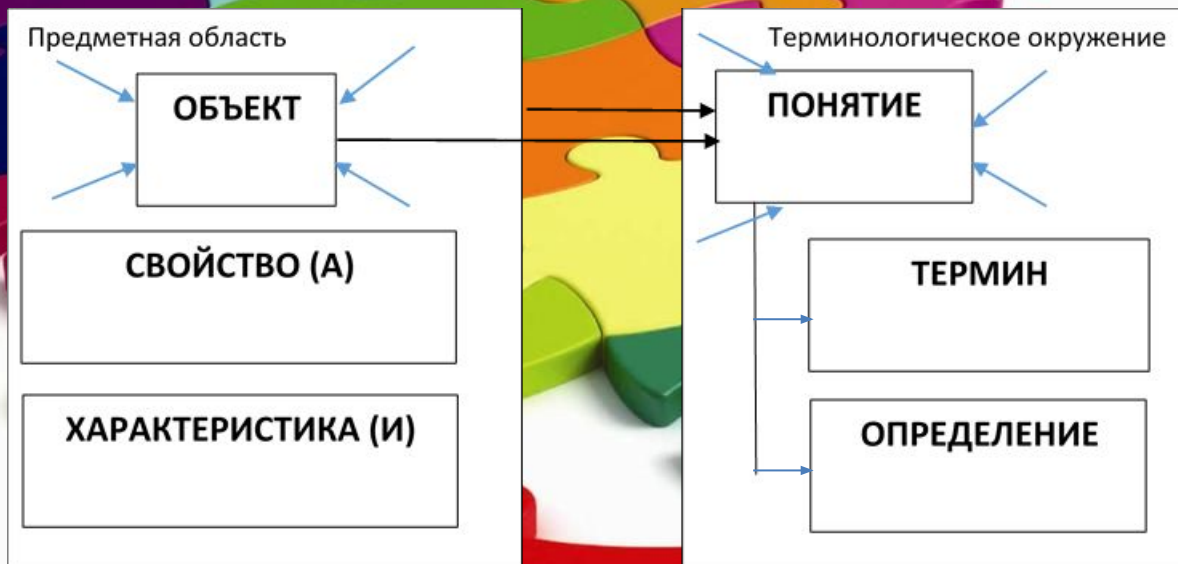 Предметная область
ОБЪЕКТ
СВОЙСТВО (А)
ХАРАКТЕРИСТИКА (И)
Терминологическое окружение
ПОНЯТИЕ
ТЕРМИН
ОПРЕДЕЛЕНИЕ